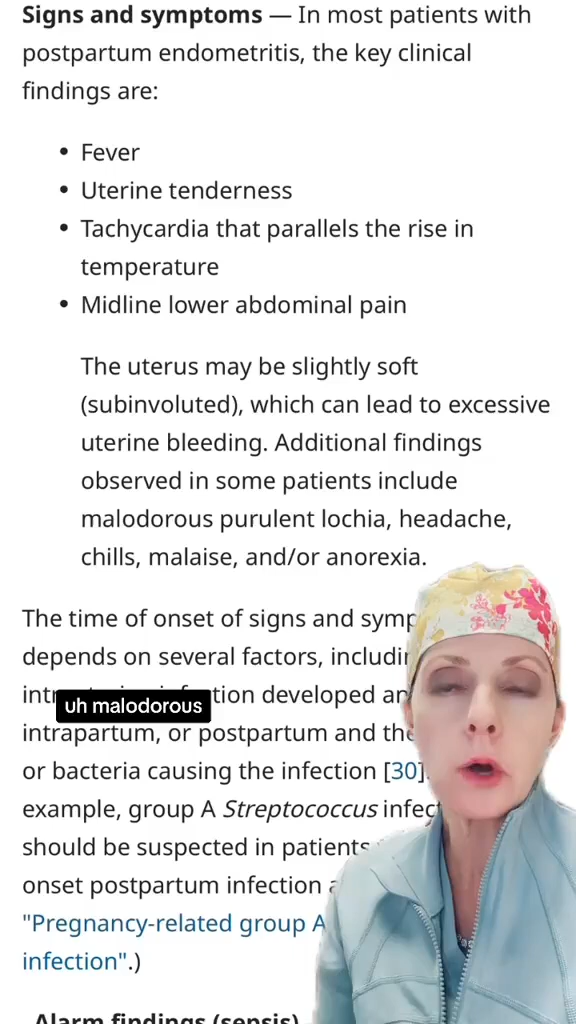 Signs and symptoms — In most patients with
postpartum endometritis, the key clinical
findings are:
• Fever
• Uterine tenderness
• Tachycardia that parallels the rise in
temperature
• Midline lower abdominal pain
The uterus may be slightly soft
(subinvoluted), which can lead to excessive
uterine bleeding. Additional findings
observed in some patients include
malodorous purulent lochia, headache,
chills, malaise, and/or anorexia.
The time of onset of signs and symp
depends on several factors, includin
tion developed an
uh malodorous
intrapartum, or postpartum and the
or bacteria causing the infection [30].
example, group A Streptococcus infect
should be suspected in patients
onset postpartum infection
"Pregnancy-related group A
infection".)
Alarm findings (sepsis)